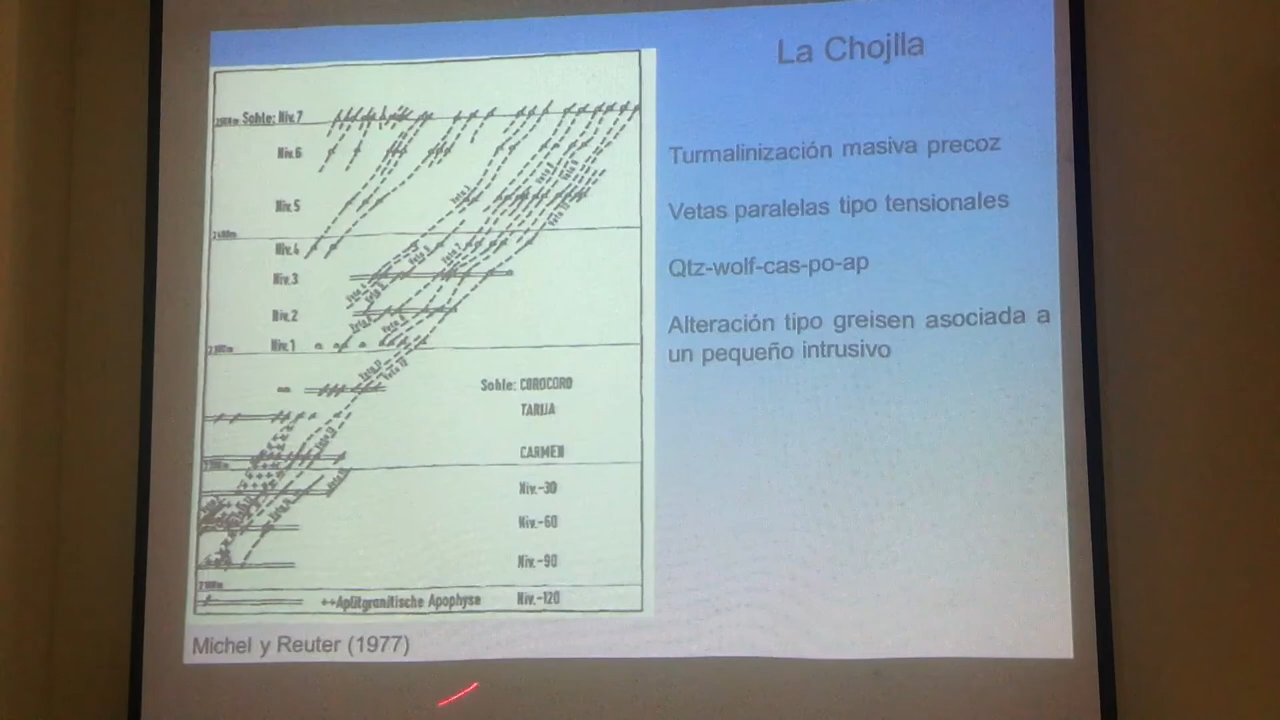 La Chojlla
Turmalinización masiva precoz
Vetas paralelas tipo tensionales
Qtz-wolf-cas-po-ap
Alteración tipo greisen asociada a
un pequeño intrusivo
Sohle: Niv.7
Niv.6
Niv.5
Niv.4
Niv.3
Niv.2
Niv.1
Sohle: COROCORO
TARIJA
CARMEN
Niv.-30
Niv.-60
Niv.-90
Niv.-120
++Aplitgranitische Apophyse
Michel y Reuter (1977)